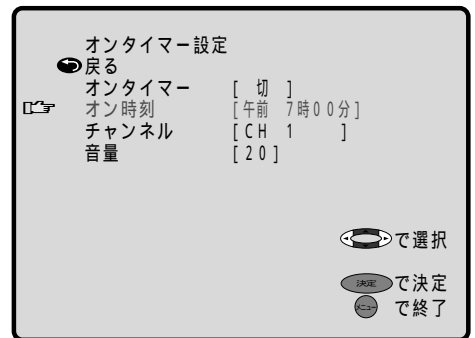 オンタイマー設定
戻る
オンタイマー [ 切 ]
オン時刻 [午前 7時00分]
チャンネル [CH 1 ]
音量 [20]
で選択
決定 で決定
メニュー で終了